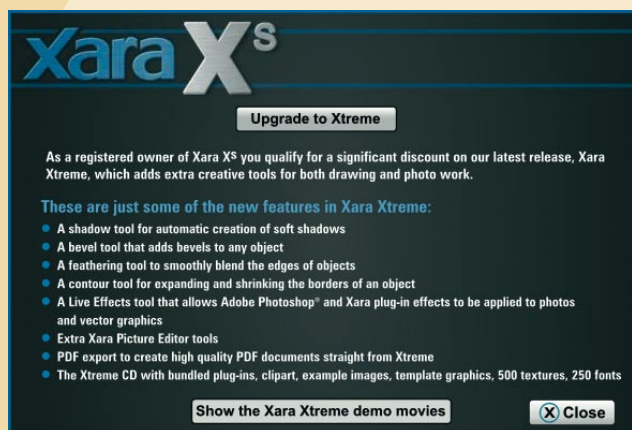 xara Xs
Upgrade to Xtreme
As a registered owner of Xara XS you qualify for a significant discount on our latest release, Xara
Xtreme, which adds extra creative tools for both drawing and photo work.
These are just some of the new features in Xara Xtreme:
• A shadow tool for automatic creation of soft shadows
• A bevel tool that adds bevels to any object
• A feathering tool to smoothly blend the edges of objects
• A contour tool for expanding and shrinking the borders of an object
• A Live Effects tool that allows Adobe Photoshop® and Xara plug-in effects to be applied to photos
and vector graphics
• Extra Xara Picture Editor tools
• PDF export to create high quality PDF documents straight from Xtreme
• The Xtreme CD with bundled plug-ins, clipart, example images, template graphics, 500 textures, 250 fonts
Show the Xara Xtreme demo movies
X Close